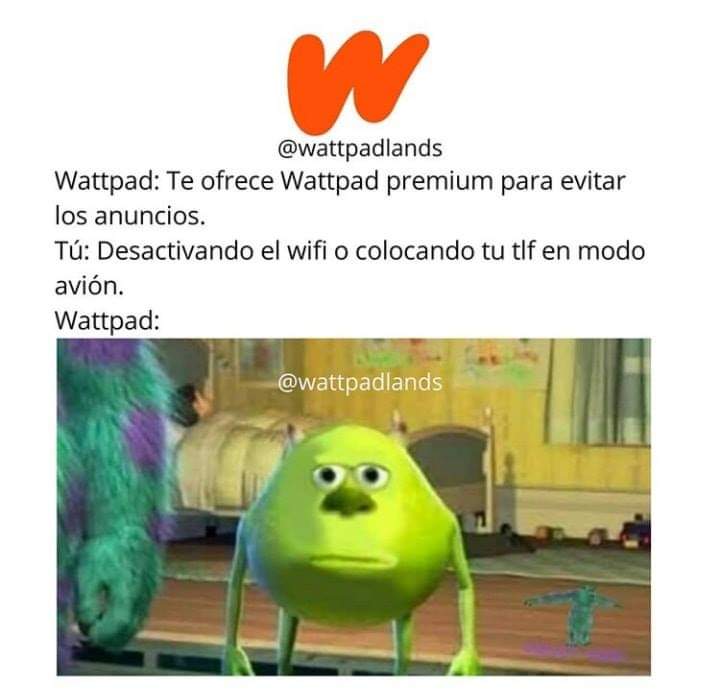 @wattpadlands
Wattpad: Te ofrece Wattpad premium para evitar
los anuncios.
Tú: Desactivando el wifi o colocando tu tlf en modo
avión.
Wattpad:
@wattpadlands